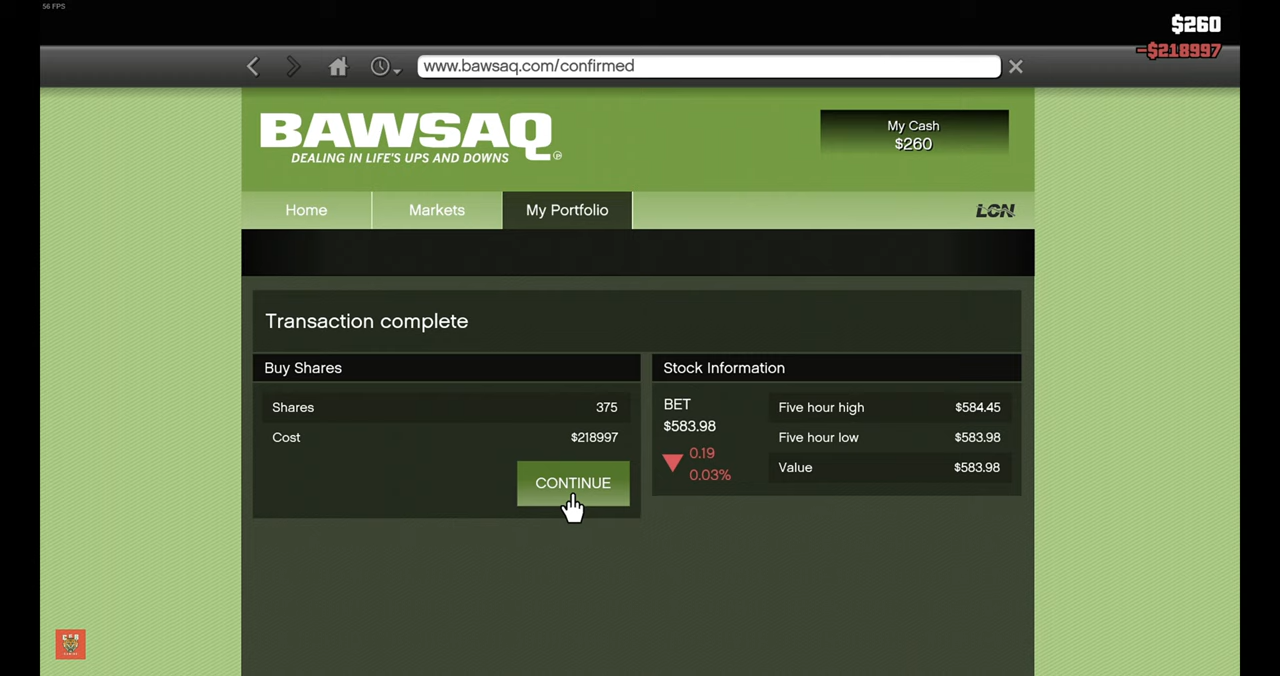 56 FPS
$260
-$218997
www.bawsaq.com/confirmed
BAWSAQ
DEALING IN LIFE'S UPS AND DOWNS
My Cash
$260
Home
Markets
My Portfolio
LCN
Transaction complete
Buy Shares
Shares 375
Cost $218997
CONTINUE
Stock Information
BET
$583.98
0.19
0.03%
Five hour high $584.45
Five hour low $583.98
Value $583.98